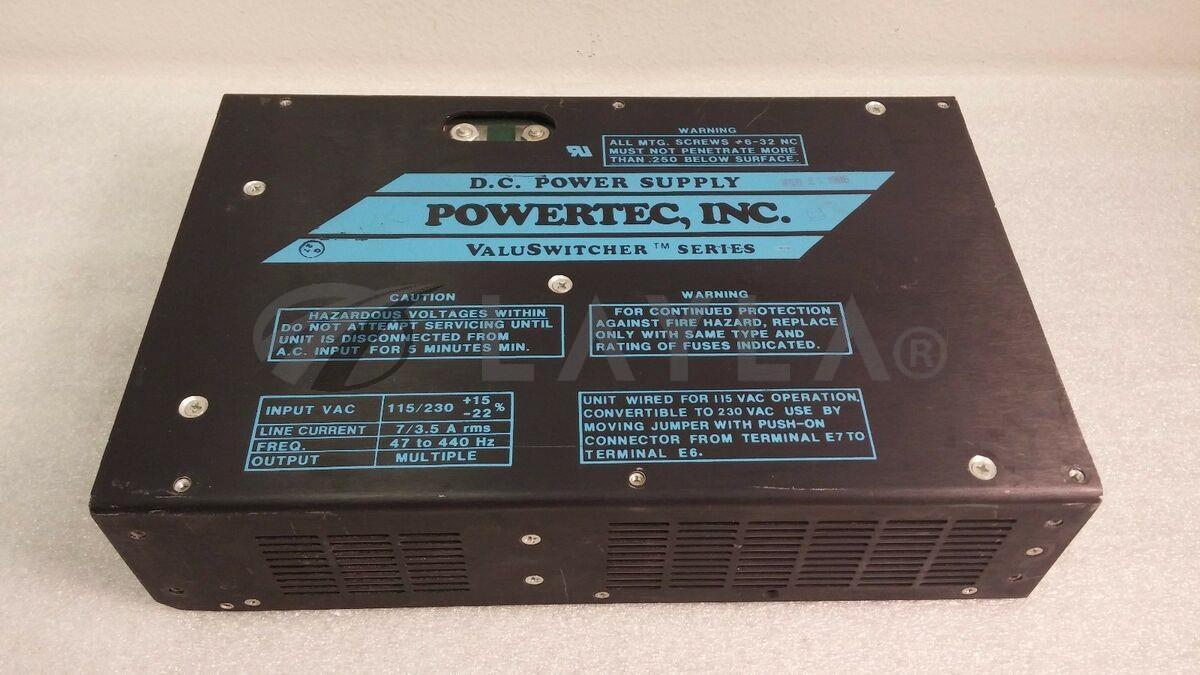 WARNING
ALL MTG. SCREWS #6-32 NC
MUST NOT PENETRATE MORE
THAN .250 BELOW SURFACE.
D.C. POWER SUPPLY
POWERTEC, INC.
VALUSWITCHER™ SERIES
CAUTION
HAZARDOUS VOLTAGES WITHIN
DO NOT ATTEMPT SERVICING UNTIL
UNIT IS DISCONNECTED FROM
A.C. INPUT FOR 5 MINUTES MIN.
WARNING
FOR CONTINUED PROTECTION
AGAINST FIRE HAZARD, REPLACE
ONLY WITH SAME TYPE AND
RATING OF FUSES INDICATED.
LAYLA®
INPUT VAC 115/230 +15 -22 %
LINE CURRENT 7/3.5 A rms
FREQ. 47 to 440 Hz
OUTPUT MULTIPLE
UNIT WIRED FOR 115 VAC OPERATION,
CONVERTIBLE TO 230 VAC USE BY
MOVING JUMPER WITH PUSH-ON
CONNECTOR FROM TERMINAL E7 TO
TERMINAL E6.